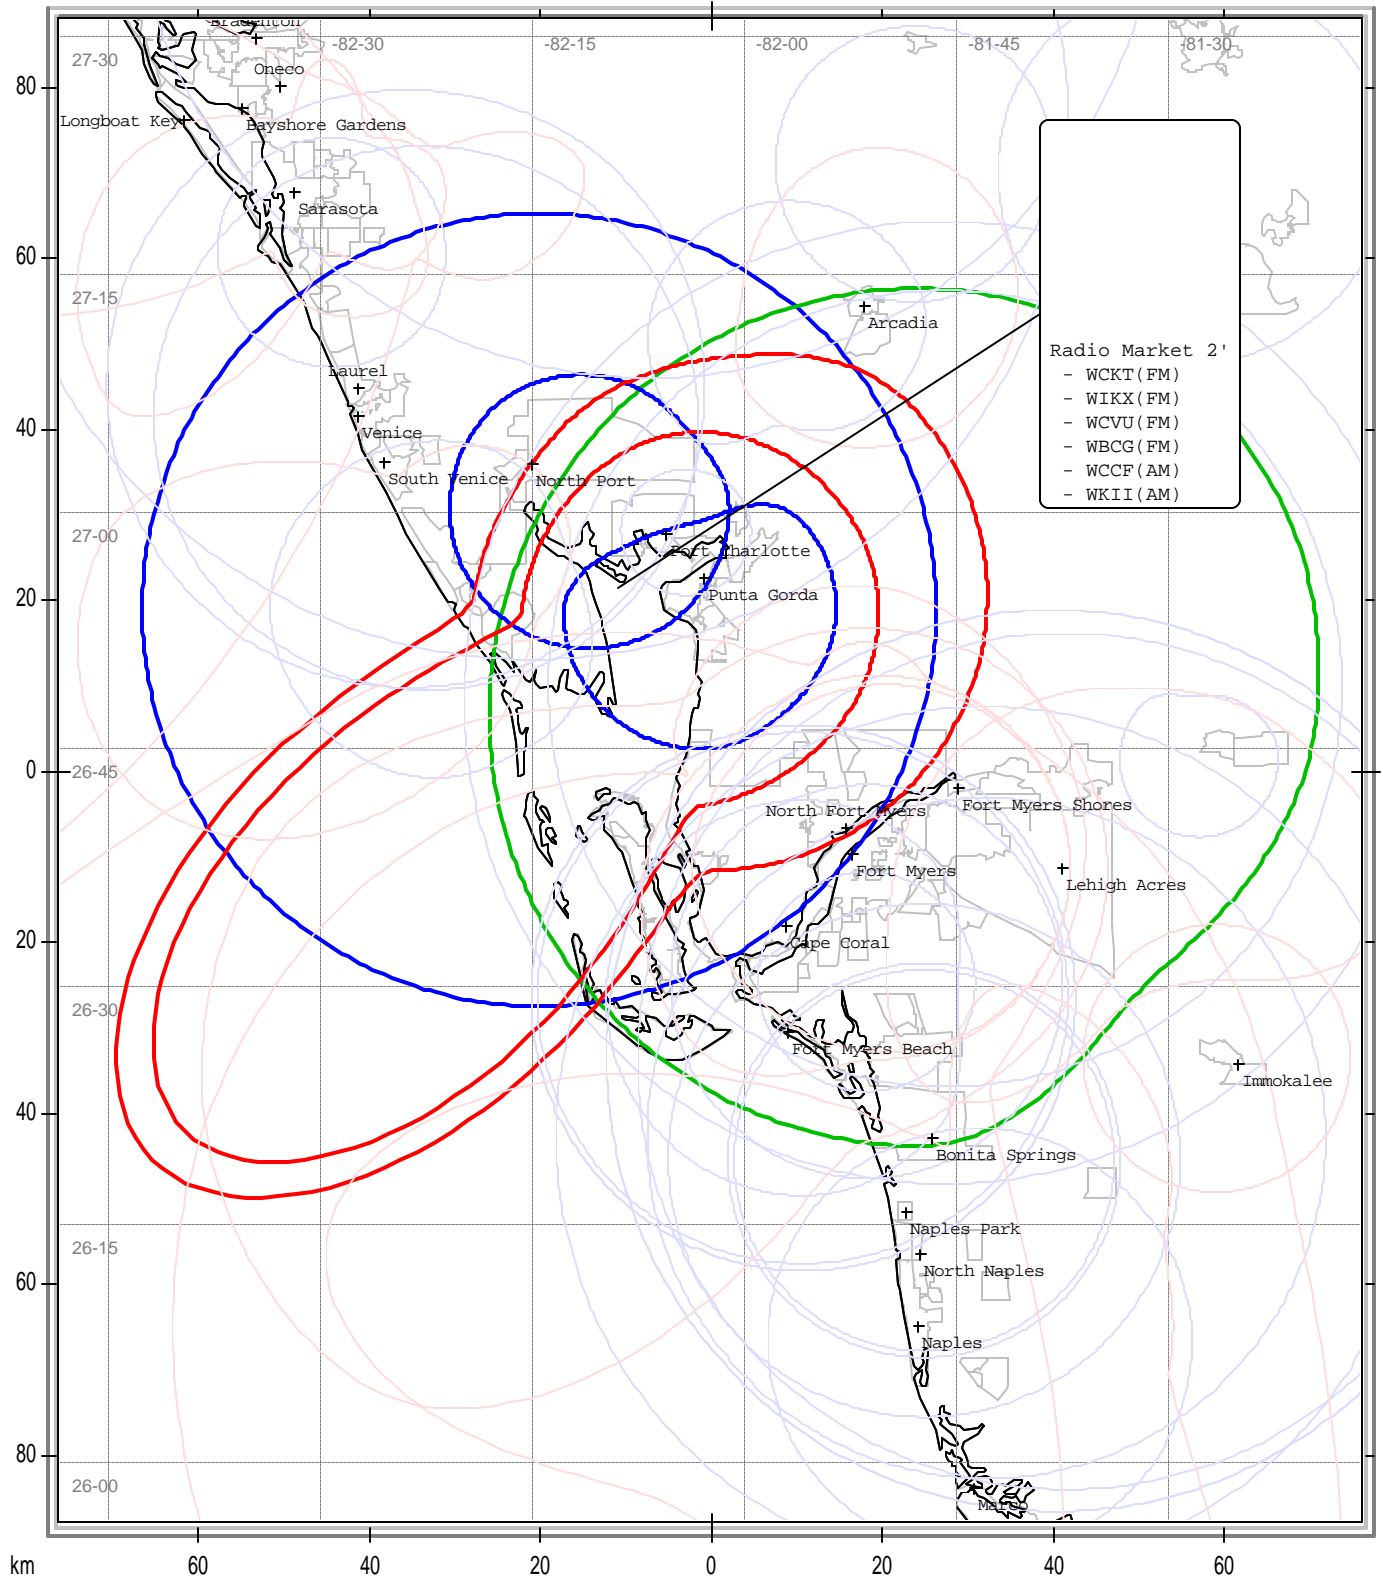 Bradenton
-82-30
-82-15
-82-00
-81-45
-81-30
27-30
Oneco
80
Longboat Key
Bayshore Gardens
Sarasota
60
27-15
Arcadia
Radio Market 2'
- WCKT(FM)
- WIKX(FM)
- WCVU(FM)
- WBCG(FM)
- WCCF(AM)
- WKII(AM)
Laurel
40
Venice
South Venice
North Port
27-00
Port Charlotte
20
Punta Gorda
0
26-45
Fort Myers Shores
North Fort Myers
Fort Myers
Lehigh Acres
20
Cape Coral
26-30
Fort Myers Beach
Immokalee
40
Bonita Springs
Naples Park
26-15
North Naples
60
Naples
80
26-00
Marco
km
60
40
20
0
20
40
60